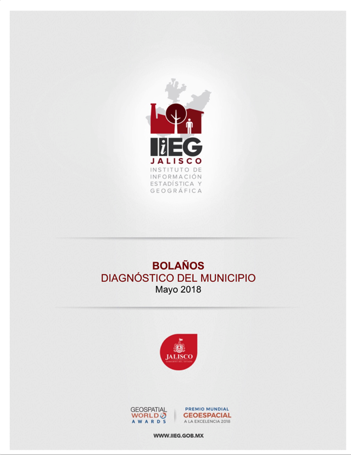 IIEG
JALISCO
INSTITUTO DE
INFORMACIÓN
ESTADÍSTICA Y
GEOGRÁFICA
BOLAÑOS
DIAGNÓSTICO DEL MUNICIPIO
Mayo 2018
JALISCO
GEOSPATIAL
WORLD
AWARDS
PREMIO MUNDIAL
GEOESPACIAL
A LA EXCELENCIA 2018
WWW.IIEG.GOB.MX